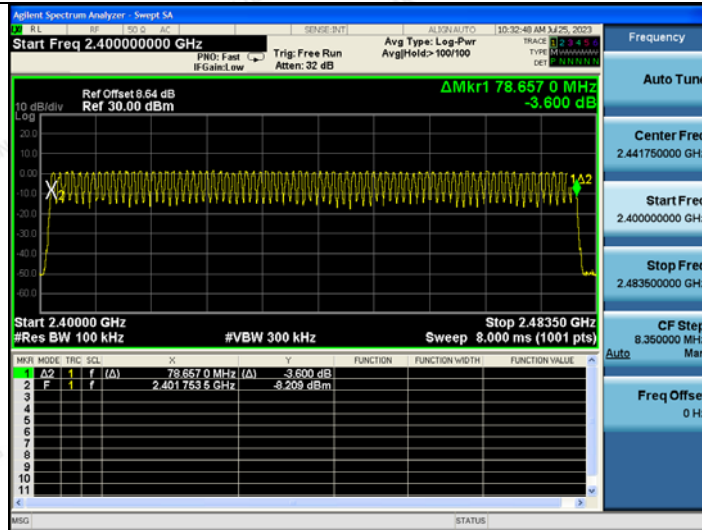 Agilent Spectrum Analyzer - Swept SA
RL RF 50 Ω AC SENSE:INT ALIGN AUTO 10:32:48 AM Jul 25, 2023
Start Freq 2.400000000 GHz
PNO: Fast
IFGain:Low
Trig: Free Run
Atten: 32 dB
Avg Type: Log-Pwr
Avg|Hold:> 100/100
TRACE 1 2 3 4 5 6
TYPE M
DET P N N N N N
Ref Offset 8.64 dB
Ref 30.00 dBm
10 dB/div
Log
ΔMkr1 78.657 0 MHz
-3.600 dB
20.0
10.0
0.00
-10.0
-20.0
-30.0
-40.0
-50.0
-60.0
2
1Δ2
Start 2.40000 GHz
Stop 2.48350 GHz
#Res BW 100 kHz
#VBW 300 kHz
Sweep 8.000 ms (1001 pts)
MKR MODE TRC SCL X Y FUNCTION FUNCTION WIDTH FUNCTION VALUE
1 Δ2 1 f (Δ) 78.657 0 MHz (Δ) -3.600 dB
2 F 1 f 2.401 753 5 GHz -8.209 dBm
3
4
5
6
7
8
9
10
11
MSG
STATUS
Frequency
Auto Tune
Center Freq
2.441750000 GHz
Start Freq
2.400000000 GHz
Stop Freq
2.483500000 GHz
CF Step
8.350000 MHz
Auto Man
Freq Offset
0 Hz